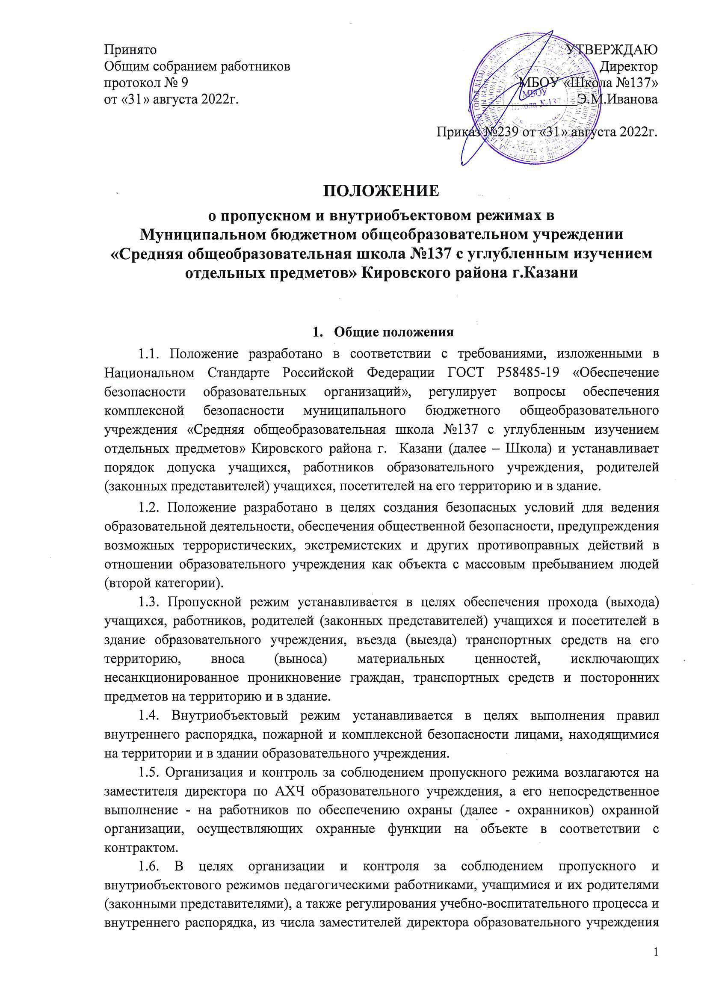 Принято
Общим собранием работников
протокол № 9
от «31» августа 2022г.
УТВЕРЖДАЮ
Директор
МБОУ «Школа №137»
Э.М.Иванова
Приказ №239 от «31» августа 2022г.
МБОУ
Школа №137
ПОЛОЖЕНИЕ
о пропускном и внутриобъектовом режимах в
Муниципальном бюджетном общеобразовательном учреждении
«Средняя общеобразовательная школа №137 с углубленным изучением
отдельных предметов» Кировского района г.Казани
1. Общие положения
1.1. Положение разработано в соответствии с требованиями, изложенными в
Национальном Стандарте Российской Федерации ГОСТ Р58485-19 «Обеспечение
безопасности образовательных организаций», регулирует вопросы обеспечения
комплексной безопасности муниципального бюджетного общеобразовательного
учреждения «Средняя общеобразовательная школа №137 с углубленным изучением
отдельных предметов» Кировского района г. Казани (далее – Школа) и устанавливает
порядок допуска учащихся, работников образовательного учреждения, родителей
(законных представителей) учащихся, посетителей на его территорию и в здание.
1.2. Положение разработано в целях создания безопасных условий для ведения
образовательной деятельности, обеспечения общественной безопасности, предупреждения
возможных террористических, экстремистских и других противоправных действий в
отношении образовательного учреждения как объекта с массовым пребыванием людей
(второй категории).
1.3. Пропускной режим устанавливается в целях обеспечения прохода (выхода)
учащихся, работников, родителей (законных представителей) учащихся и посетителей в
здание образовательного учреждения, въезда (выезда) транспортных средств на его
территорию, вноса (выноса) материальных ценностей, исключающих
несанкционированное проникновение граждан, транспортных средств и посторонних
предметов на территорию и в здание.
1.4. Внутриобъектовый режим устанавливается в целях выполнения правил
внутреннего распорядка, пожарной и комплексной безопасности лицами, находящимися
на территории и в здании образовательного учреждения.
1.5. Организация и контроль за соблюдением пропускного режима возлагаются на
заместителя директора по АХЧ образовательного учреждения, а его непосредственное
выполнение - на работников по обеспечению охраны (далее - охранников) охранной
организации, осуществляющих охранные функции на объекте в соответствии с
контрактом.
1.6. В целях организации и контроля за соблюдением пропускного и
внутриобъектового режимов педагогическими работниками, учащимися и их родителями
(законными представителями), а также регулирования учебно-воспитательного процесса и
внутреннего распорядка, из числа заместителей директора образовательного учреждения
1